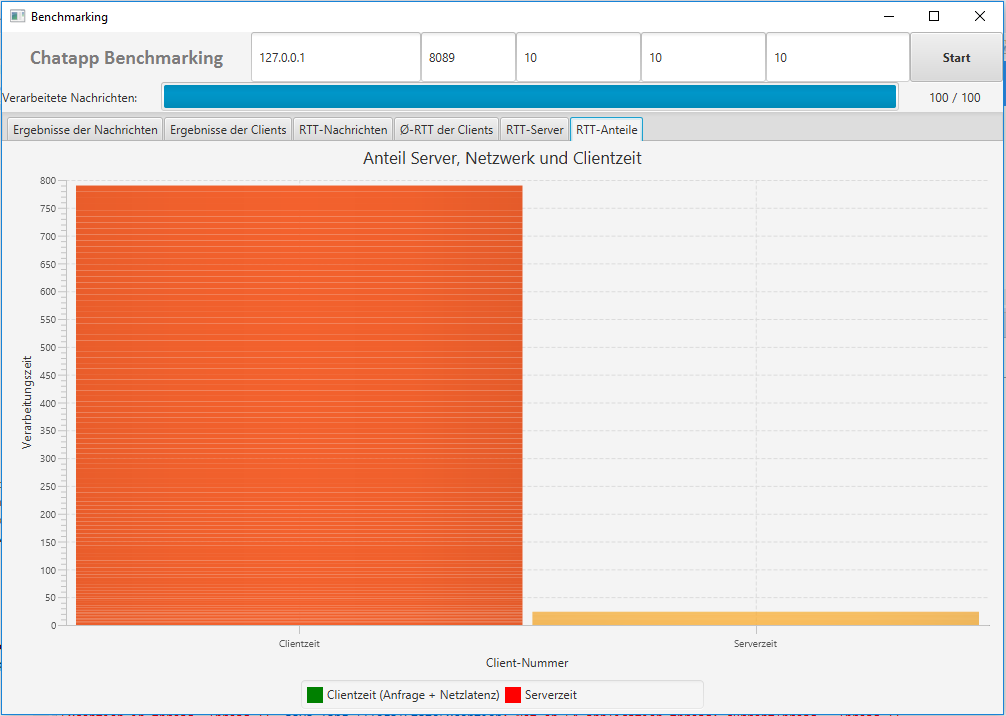 Benchmarking
Chatapp Benchmarking 127.0.0.1 8089 10 10 10 Start
Verarbeitete Nachrichten: 100 / 100
Ergebnisse der Nachrichten Ergebnisse der Clients RTT-Nachrichten Ø-RTT der Clients RTT-Server RTT-Anteile
Anteil Server, Netzwerk und Clientzeit
800
750
700
650
600
550
500
450
400
350
300
250
200
150
100
50
0
Verarbeitungszeit
Clientzeit Serverzeit
Client-Nummer
Clientzeit (Anfrage + Netzlatenz) Serverzeit